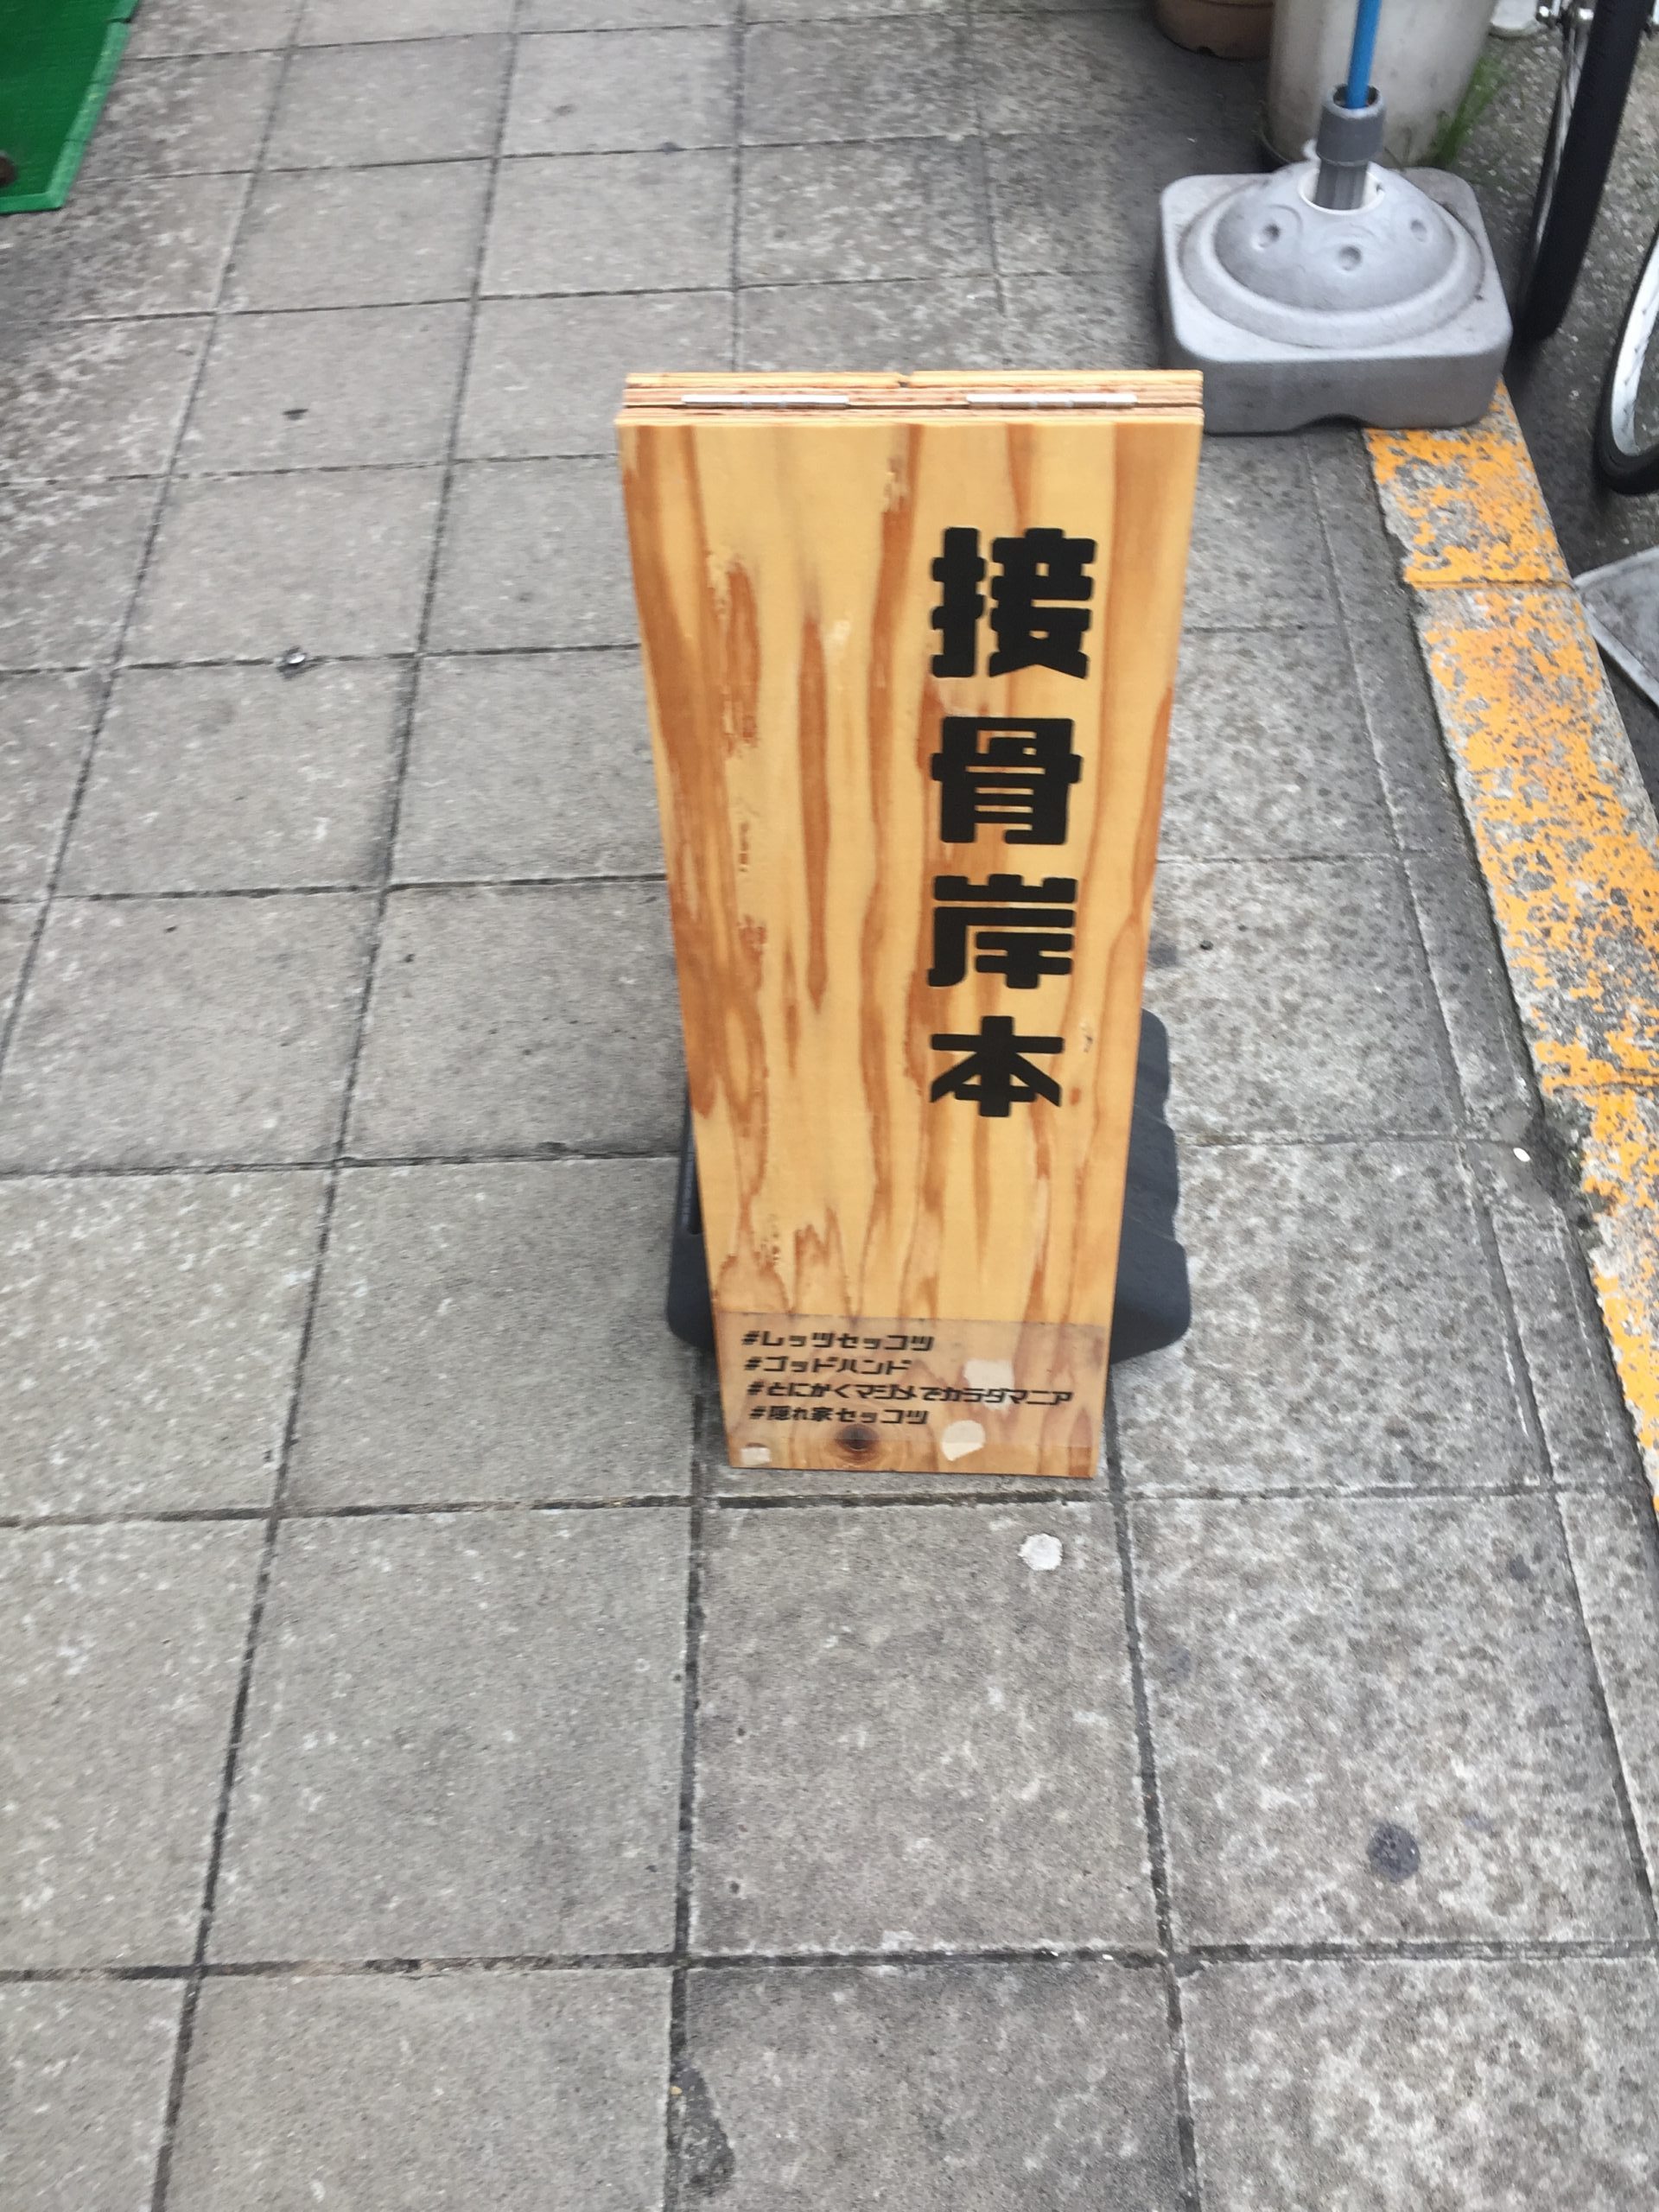 接骨岸本
#レッツセッコツ
#ゴッドハンド
#とにかくマジメでカラダマニア
#隠れ家セッコツ